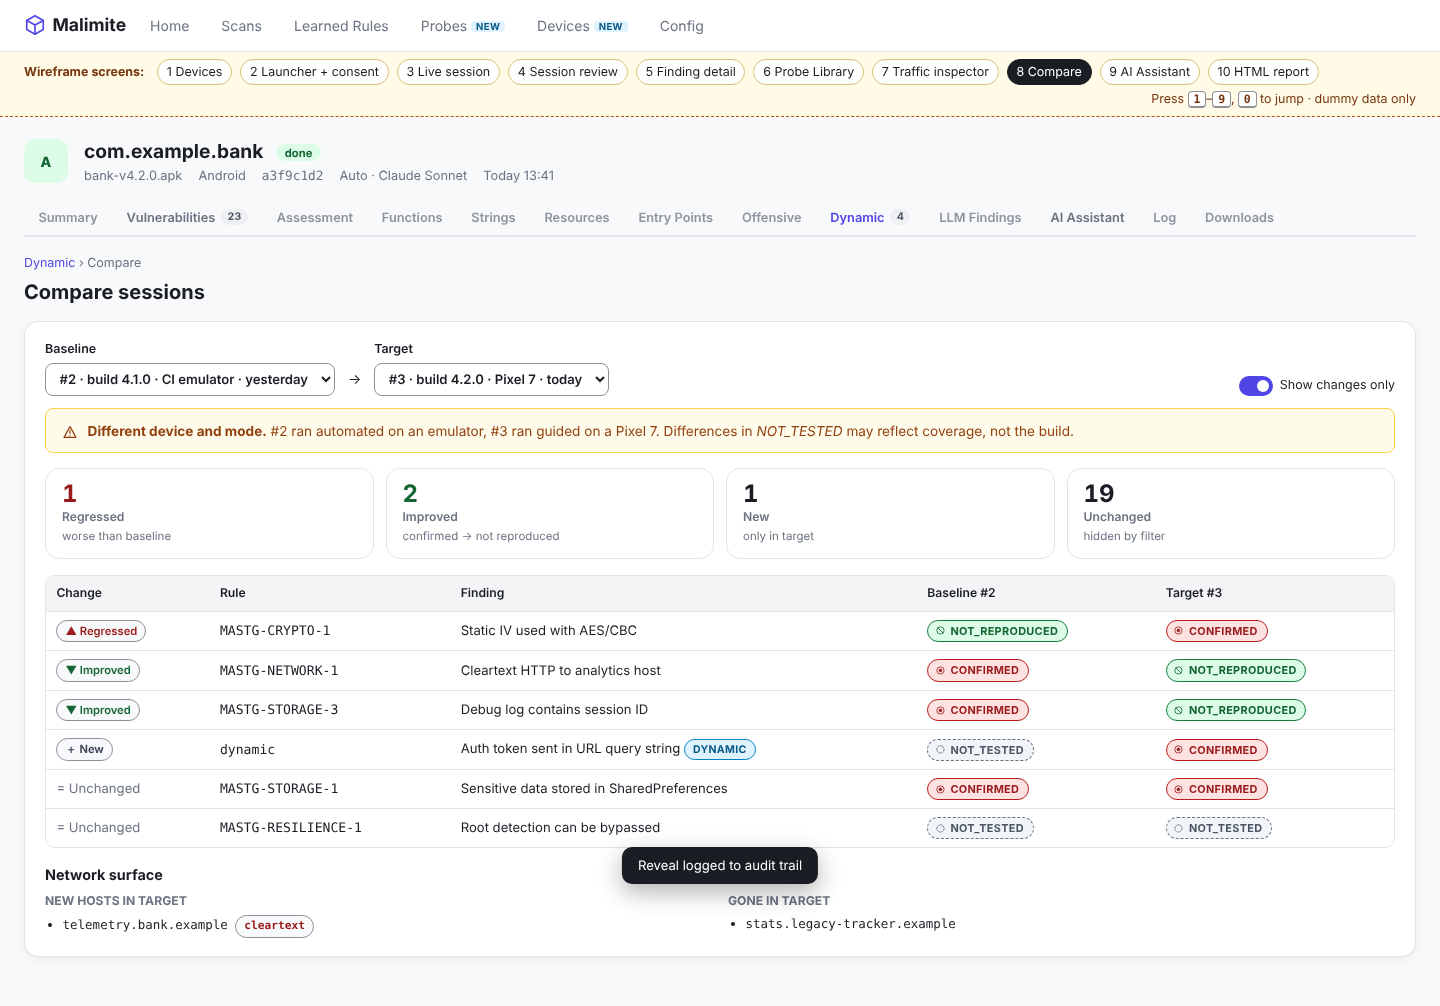 Malimite Home Scans Learned Rules Probes NEW Devices NEW Config
Wireframe screens: 1 Devices 2 Launcher + consent 3 Live session 4 Session review 5 Finding detail 6 Probe Library 7 Traffic inspector 8 Compare 9 AI Assistant 10 HTML report
Press 1–9, 0 to jump · dummy data only
A
com.example.bank done
bank-v4.2.0.apk Android a3f9c1d2 Auto · Claude Sonnet Today 13:41
Summary Vulnerabilities 23 Assessment Functions Strings Resources Entry Points Offensive Dynamic 4 LLM Findings AI Assistant Log Downloads
Dynamic › Compare
Compare sessions
Baseline Target
#2 · build 4.1.0 · CI emulator · yesterday → #3 · build 4.2.0 · Pixel 7 · today Show changes only
Different device and mode. #2 ran automated on an emulator, #3 ran guided on a Pixel 7. Differences in NOT_TESTED may reflect coverage, not the build.
1 2 1 19
Regressed Improved New Unchanged
worse than baseline confirmed → not reproduced only in target hidden by filter
Change Rule Finding Baseline #2 Target #3
▲ Regressed MASTG-CRYPTO-1 Static IV used with AES/CBC NOT_REPRODUCED CONFIRMED
▼ Improved MASTG-NETWORK-1 Cleartext HTTP to analytics host CONFIRMED NOT_REPRODUCED
▼ Improved MASTG-STORAGE-3 Debug log contains session ID CONFIRMED NOT_REPRODUCED
+ New dynamic Auth token sent in URL query string DYNAMIC NOT_TESTED CONFIRMED
= Unchanged MASTG-STORAGE-1 Sensitive data stored in SharedPreferences CONFIRMED CONFIRMED
= Unchanged MASTG-RESILIENCE-1 Root detection can be bypassed NOT_TESTED NOT_TESTED
Reveal logged to audit trail
Network surface
NEW HOSTS IN TARGET GONE IN TARGET
• telemetry.bank.example cleartext • stats.legacy-tracker.example